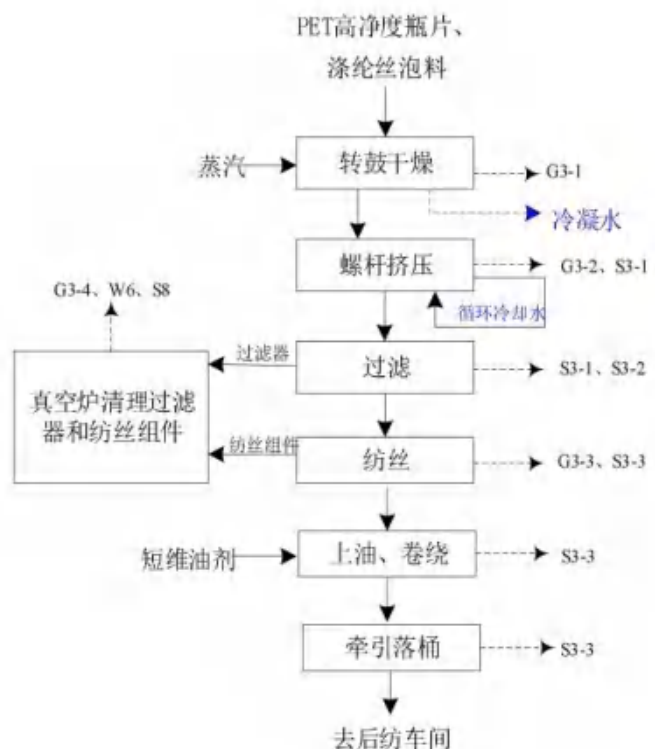 PET高净度瓶片、
涤纶丝泡料
蒸汽
转鼓干燥
G3-1
冷凝水
螺杆挤压
G3-2、S3-1
G3-4、W6、S8
循环冷却水
过滤器
过滤
S3-1、S3-2
真空炉清理过滤
器和纺丝组件
纺丝组件
纺丝
G3-3、S3-3
短维油剂
上油、卷绕
S3-3
牵引落桶
S3-3
去后纺车间